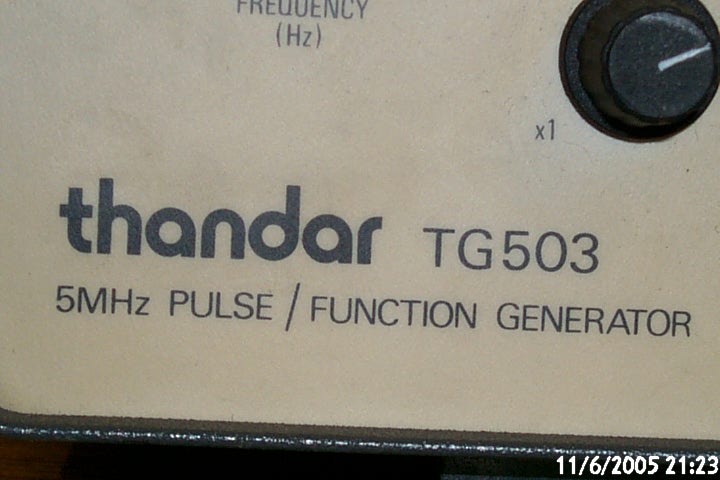 FREQUENCY
(Hz)
x1
thandar TG503
5MHz PULSE / FUNCTION GENERATOR
11/6/2005 21:23